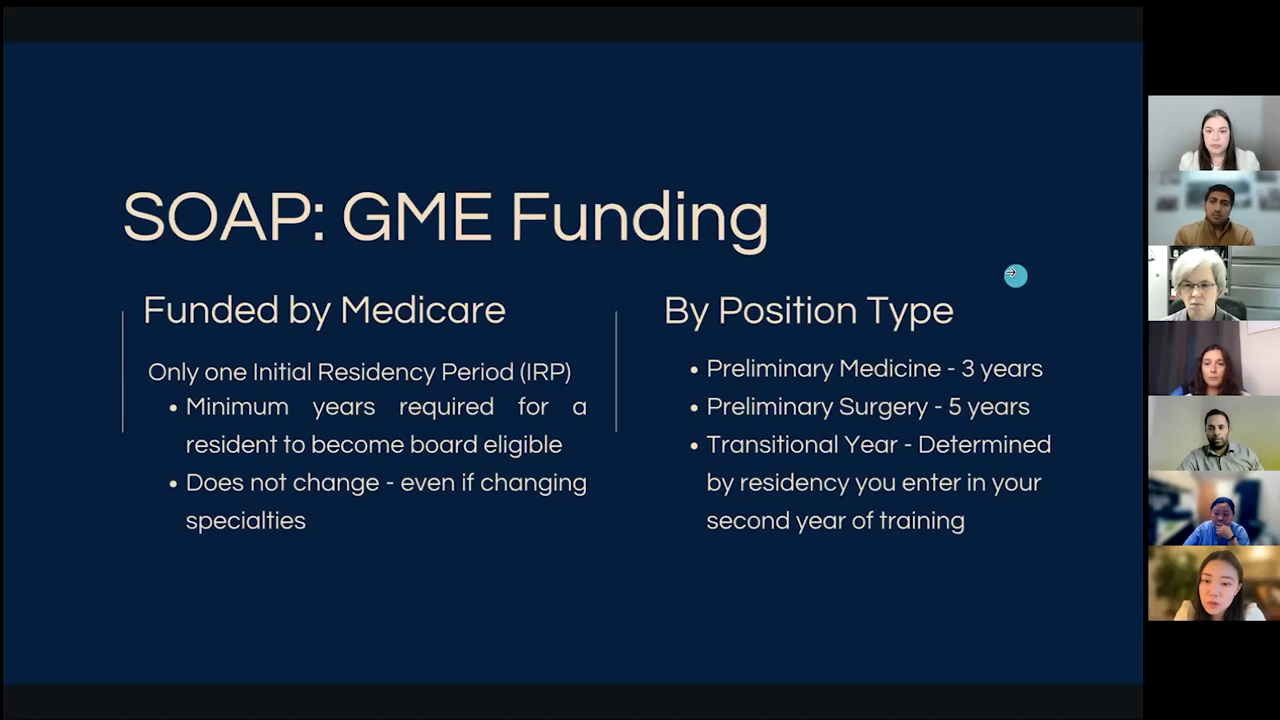 SOAP: GME Funding
Funded by Medicare
Only one Initial Residency Period (IRP)
• Minimum years required for a
resident to become board eligible
• Does not change - even if changing
specialties
By Position Type
• Preliminary Medicine - 3 years
• Preliminary Surgery - 5 years
• Transitional Year - Determined
by residency you enter in your
second year of training